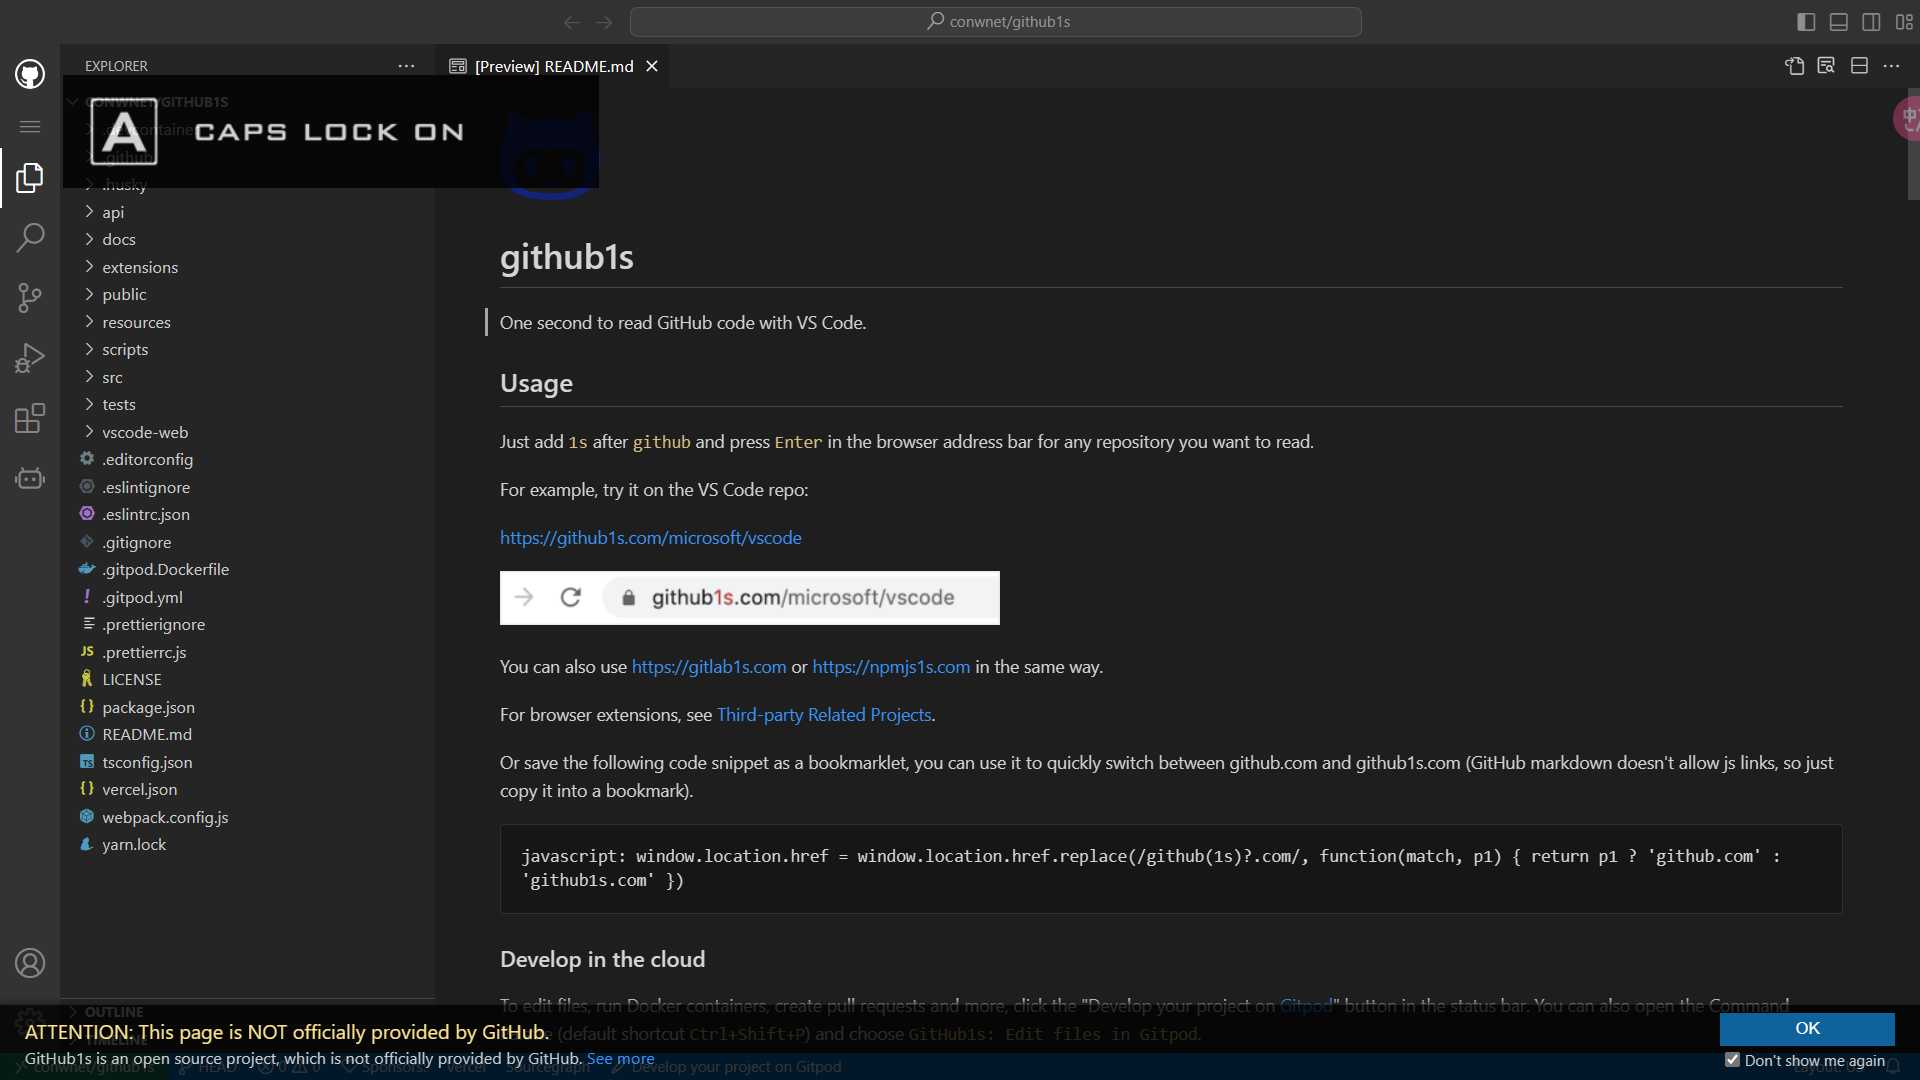 conwnet/github1s
EXPLORER
[Preview] README.md
CONWNET/GITHUB1S
.devcontainer
.github
A CAPS LOCK ON
.husky
api
docs
extensions
public
resources
scripts
src
tests
vscode-web
.editorconfig
.eslintignore
.eslintrc.json
.gitignore
.gitpod.Dockerfile
.gitpod.yml
.prettierignore
JS .prettierrc.js
LICENSE
package.json
README.md
TS tsconfig.json
vercel.json
webpack.config.js
yarn.lock
OUTLINE
TIMELINE
中
github1s
One second to read GitHub code with VS Code.
Usage
Just add 1s after github and press Enter in the browser address bar for any repository you want to read.
For example, try it on the VS Code repo:
https://github1s.com/microsoft/vscode
github1s.com/microsoft/vscode
You can also use https://gitlab1s.com or https://npmjs1s.com in the same way.
For browser extensions, see Third-party Related Projects.
Or save the following code snippet as a bookmarklet, you can use it to quickly switch between github.com and github1s.com (GitHub markdown doesn't allow js links, so just
copy it into a bookmark).
javascript: window.location.href = window.location.href.replace(/github(1s)?.com/, function(match, p1) { return p1 ? 'github.com' :
'github1s.com' })
Develop in the cloud
To edit files, run Docker containers, create pull requests and more, click the "Develop your project on Gitpod" button in the status bar. You can also open the Command
(default shortcut Ctrl+Shift+P) and choose GitHub1s: Edit files in Gitpod.
ATTENTION: This page is NOT officially provided by GitHub.
GitHub1s is an open source project, which is not officially provided by GitHub. See more
OK
Don't show me again
conwnet/github1s HEAD 0 0 Sponsors Vercel Sourcegraph Develop your project on Gitpod